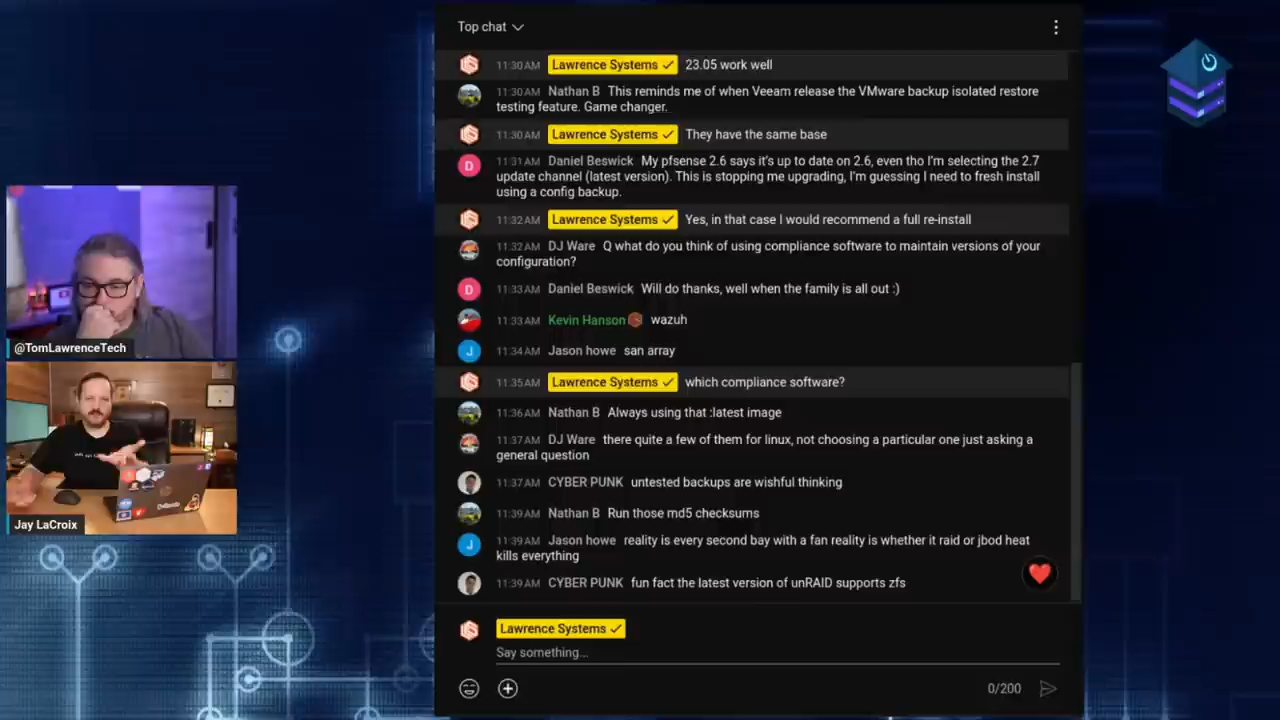 Top chat
11:30 AM Lawrence Systems ✓ 23.05 work well
11:30 AM Nathan B This reminds me of when Veeam release the VMware backup isolated restore
testing feature. Game changer.
11:30 AM Lawrence Systems ✓ They have the same base
D
11:31 AM Daniel Beswick My pfsense 2.6 says it's up to date on 2.6, even tho I'm selecting the 2.7
update channel (latest version). This is stopping me upgrading, I'm guessing I need to fresh install
using a config backup.
11:32 AM Lawrence Systems ✓ Yes, in that case I would recommend a full re-install
11:32 AM DJ Ware Q what do you think of using compliance software to maintain versions of your
configuration?
D
11:33 AM Daniel Beswick Will do thanks, well when the family is all out :)
11:33 AM Kevin Hanson wazuh
J
11:34 AM Jason howe san array
11:35 AM Lawrence Systems ✓ which compliance software?
11:36 AM Nathan B Always using that :latest image
11:37 AM DJ Ware there quite a few of them for linux, not choosing a particular one just asking a
general question
11:37 AM CYBER PUNK untested backups are wishful thinking
11:39 AM Nathan B Run those md5 checksums
J
11:39 AM Jason howe reality is every second bay with a fan reality is whether it raid or jbod heat
kills everything
11:39 AM CYBER PUNK fun fact the latest version of unRAID supports zfs
Lawrence Systems ✓
Say something...
0/200
@TomLawrenceTech
Jay LaCroix